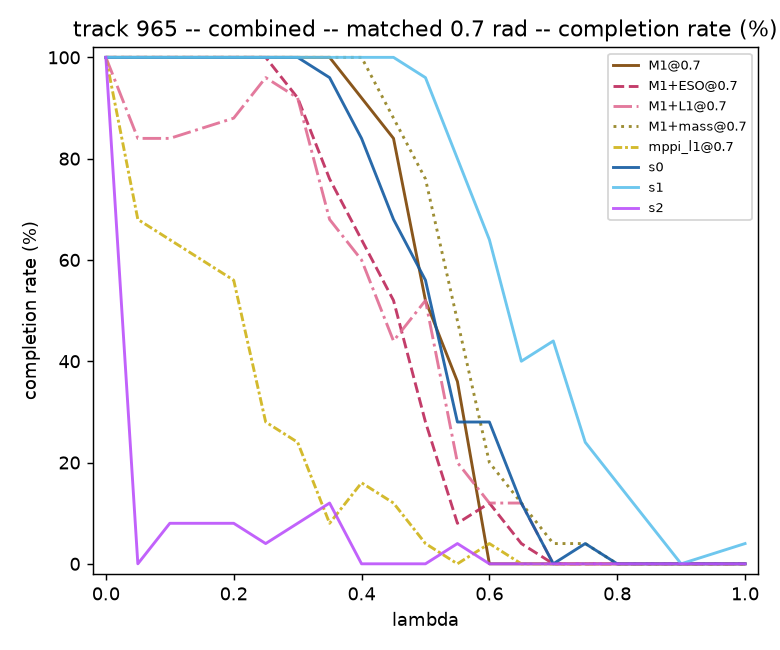 track 965 -- combined -- matched 0.7 rad -- completion rate (%)
100
80
60
40
20
0
completion rate (%)
M1@0.7
M1+ESO@0.7
M1+L1@0.7
M1+mass@0.7
mppi_l1@0.7
s0
s1
s2
0.0 0.2 0.4 0.6 0.8 1.0
lambda